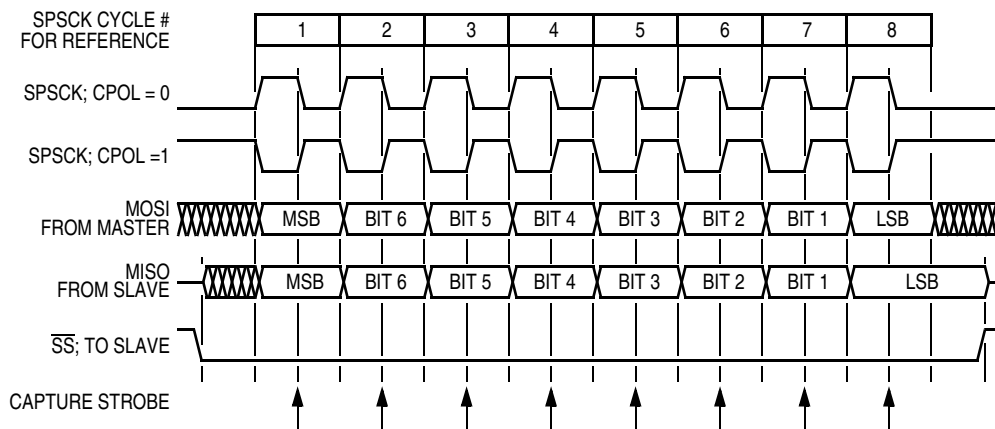 SPSCK CYCLE #
FOR REFERENCE
1 2 3 4 5 6 7 8
SPSCK; CPOL = 0
SPSCK; CPOL =1
MOSI
FROM MASTER
MSB BIT 6 BIT 5 BIT 4 BIT 3 BIT 2 BIT 1 LSB
MISO
FROM SLAVE
MSB BIT 6 BIT 5 BIT 4 BIT 3 BIT 2 BIT 1 LSB
SS; TO SLAVE
CAPTURE STROBE